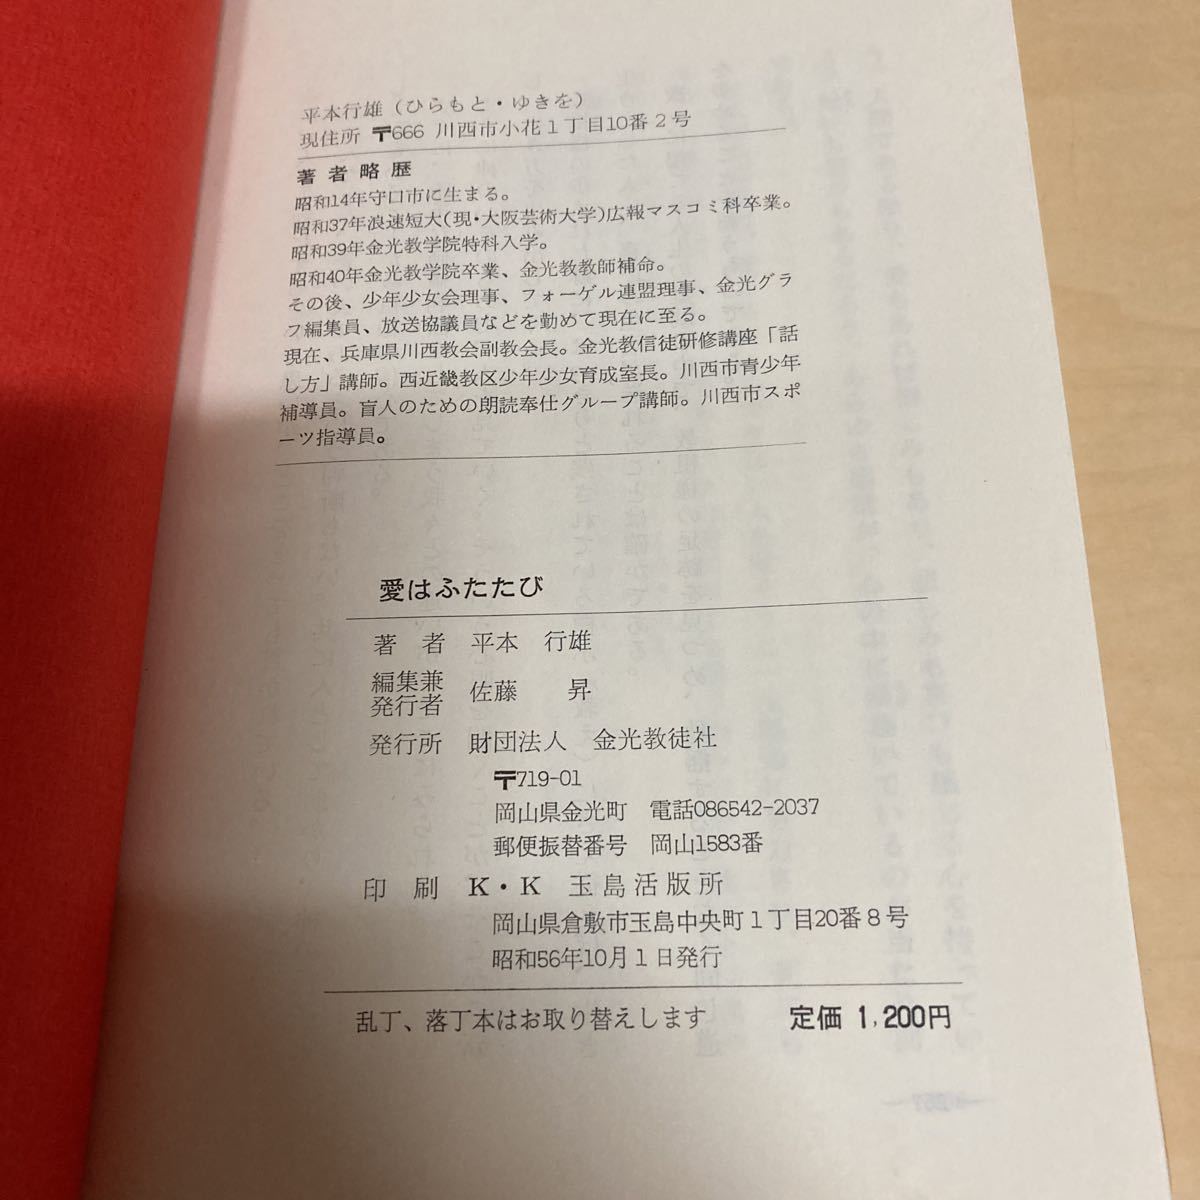 平本行雄（ひらもと・ゆきを）
現住所 〒666 川西市小花１丁目10番２号
著者略歴
昭和14年守口市に生まる。
昭和37年浪速短大(現・大阪芸術大学)広報マスコミ科卒業。
昭和39年金光教学院特科入学。
昭和40年金光教学院卒業、金光教教師補命。
その後、少年少女会理事、フォーゲル連盟理事、金光グラ
フ編集員、放送協議員などを勤めて現在に至る。
現在、兵庫県川西教会副教会長。金光教信徒研修講座「話
し方」講師。西近畿教区少年少女育成室長。川西市青少年
補導員。盲人のための朗読奉仕グループ講師。川西市スポ
ーツ指導員。
愛はふたたび
著者 平本 行雄
編集兼
発行者 佐藤 昇
発行所 財団法人 金光教徒社
〒719-01
岡山県金光町 電話086542-2037
郵便振替番号 岡山1583番
印刷 K・K 玉島活版所
岡山県倉敷市玉島中央町１丁目20番８号
昭和56年10月１日発行
乱丁、落丁本はお取り替えします 定価 1,200円